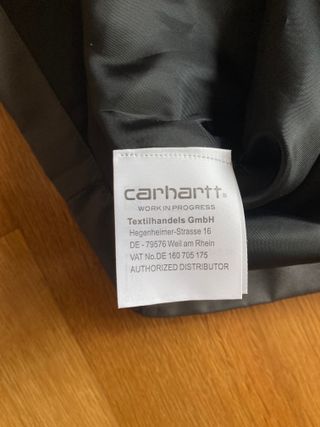 carhartt®
WORK IN PROGRESS
Textilhandels GmbH
Hegenheimer-Strasse 16
DE - 79576 Weil am Rhein
VAT No.DE 160 705 175
AUTHORIZED DISTRIBUTOR